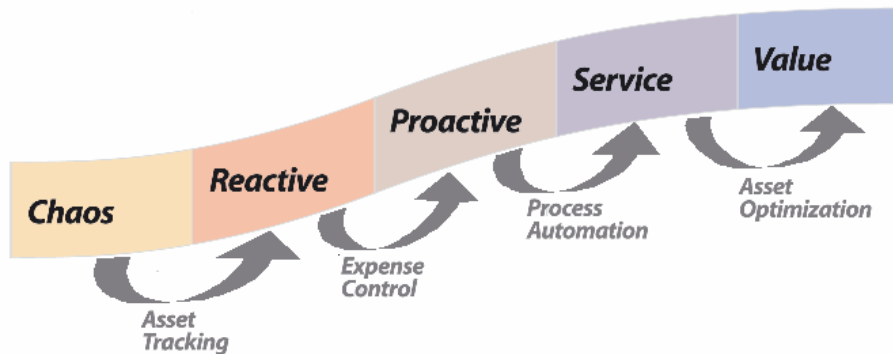 Chaos
Reactive
Proactive
Service
Value
Asset
Tracking
Expense
Control
Process
Automation
Asset
Optimization